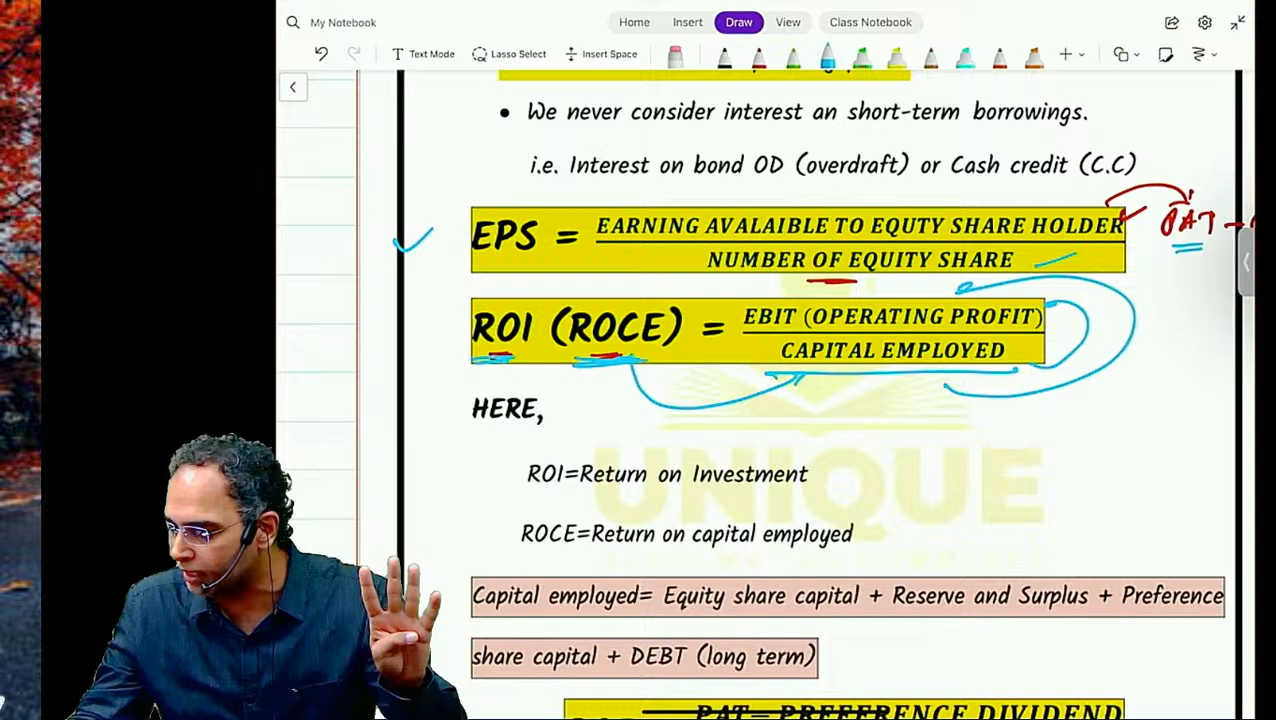 My Notebook
Home Insert Draw View Class Notebook
Text Mode Lasso Select Insert Space
• We never consider interest an short-term borrowings.
i.e. Interest on bond OD (overdraft) or Cash credit (C.C)
EPS = EARNING AVALAIBLE TO EQUTY SHARE HOLDER
NUMBER OF EQUITY SHARE
PAT -
ROI (ROCE) = EBIT (OPERATING PROFIT)
CAPITAL EMPLOYED
HERE,
ROI=Return on Investment
UNIQUE
ROCE=Return on capital employed
Capital employed= Equity share capital + Reserve and Surplus + Preference
share capital + DEBT (long term)
PAT- PREFERENCE DIVIDEND